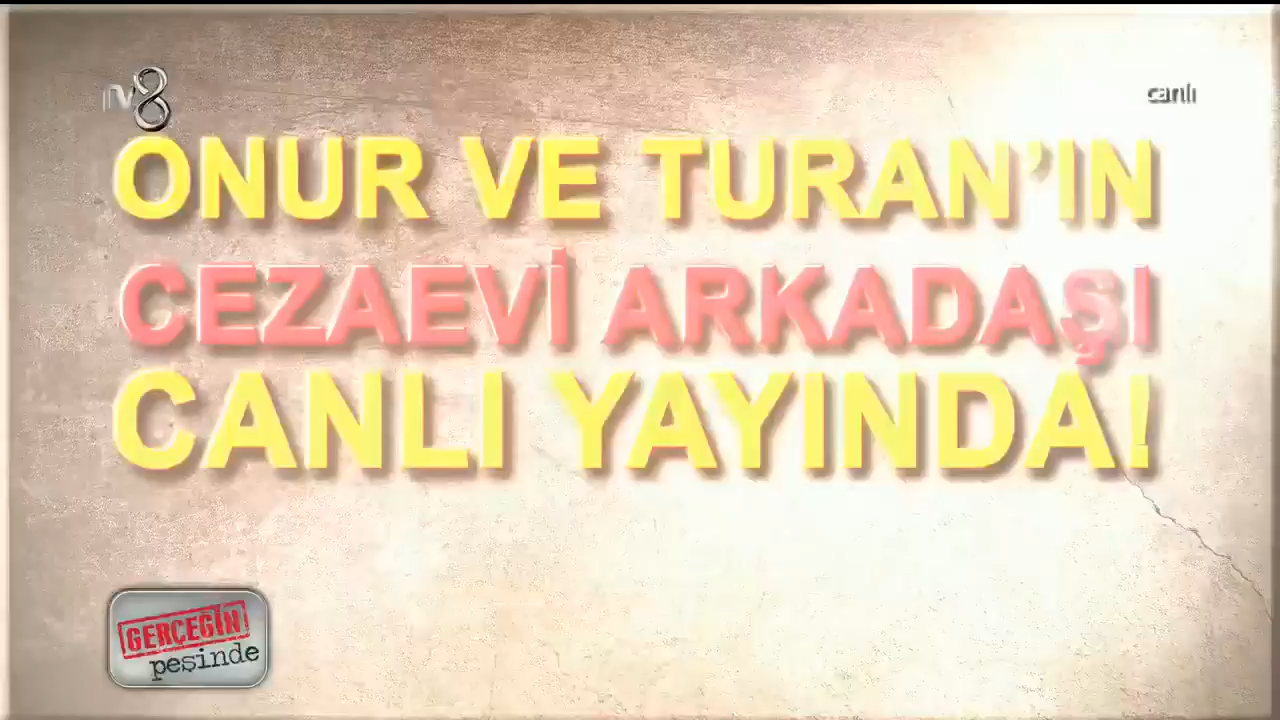 TV8
canlı
ONUR VE TURAN'IN
CEZAEVİ ARKADAŞI
CANLI YAYINDA!
GERÇEĞİN
peşinde